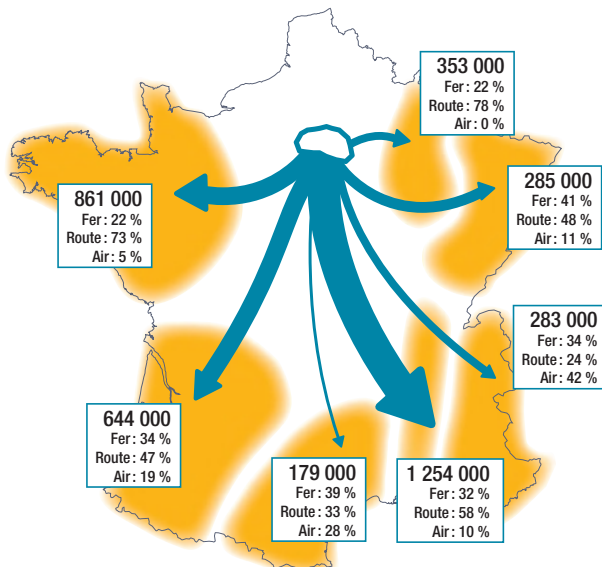 353 000
Fer : 22 %
Route : 78 %
Air : 0 %
861 000
Fer : 22 %
Route : 73 %
Air : 5 %
285 000
Fer : 41 %
Route : 48 %
Air : 11 %
283 000
Fer : 34 %
Route : 24 %
Air : 42 %
644 000
Fer : 34 %
Route : 47 %
Air : 19 %
179 000
Fer : 39 %
Route : 33 %
Air : 28 %
1 254 000
Fer : 32 %
Route : 58 %
Air : 10 %